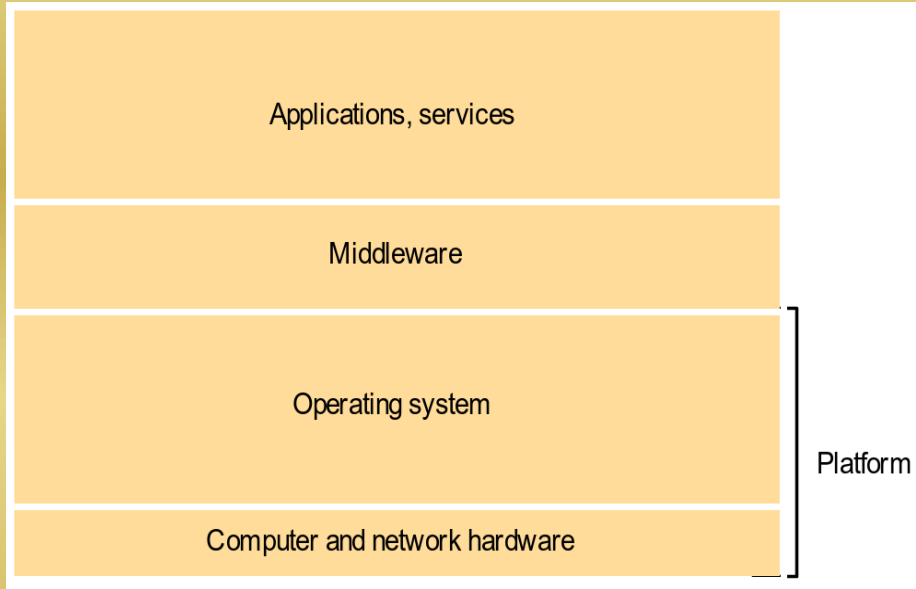 Applications, services
Middleware
Operating system
Platform
Computer and network hardware